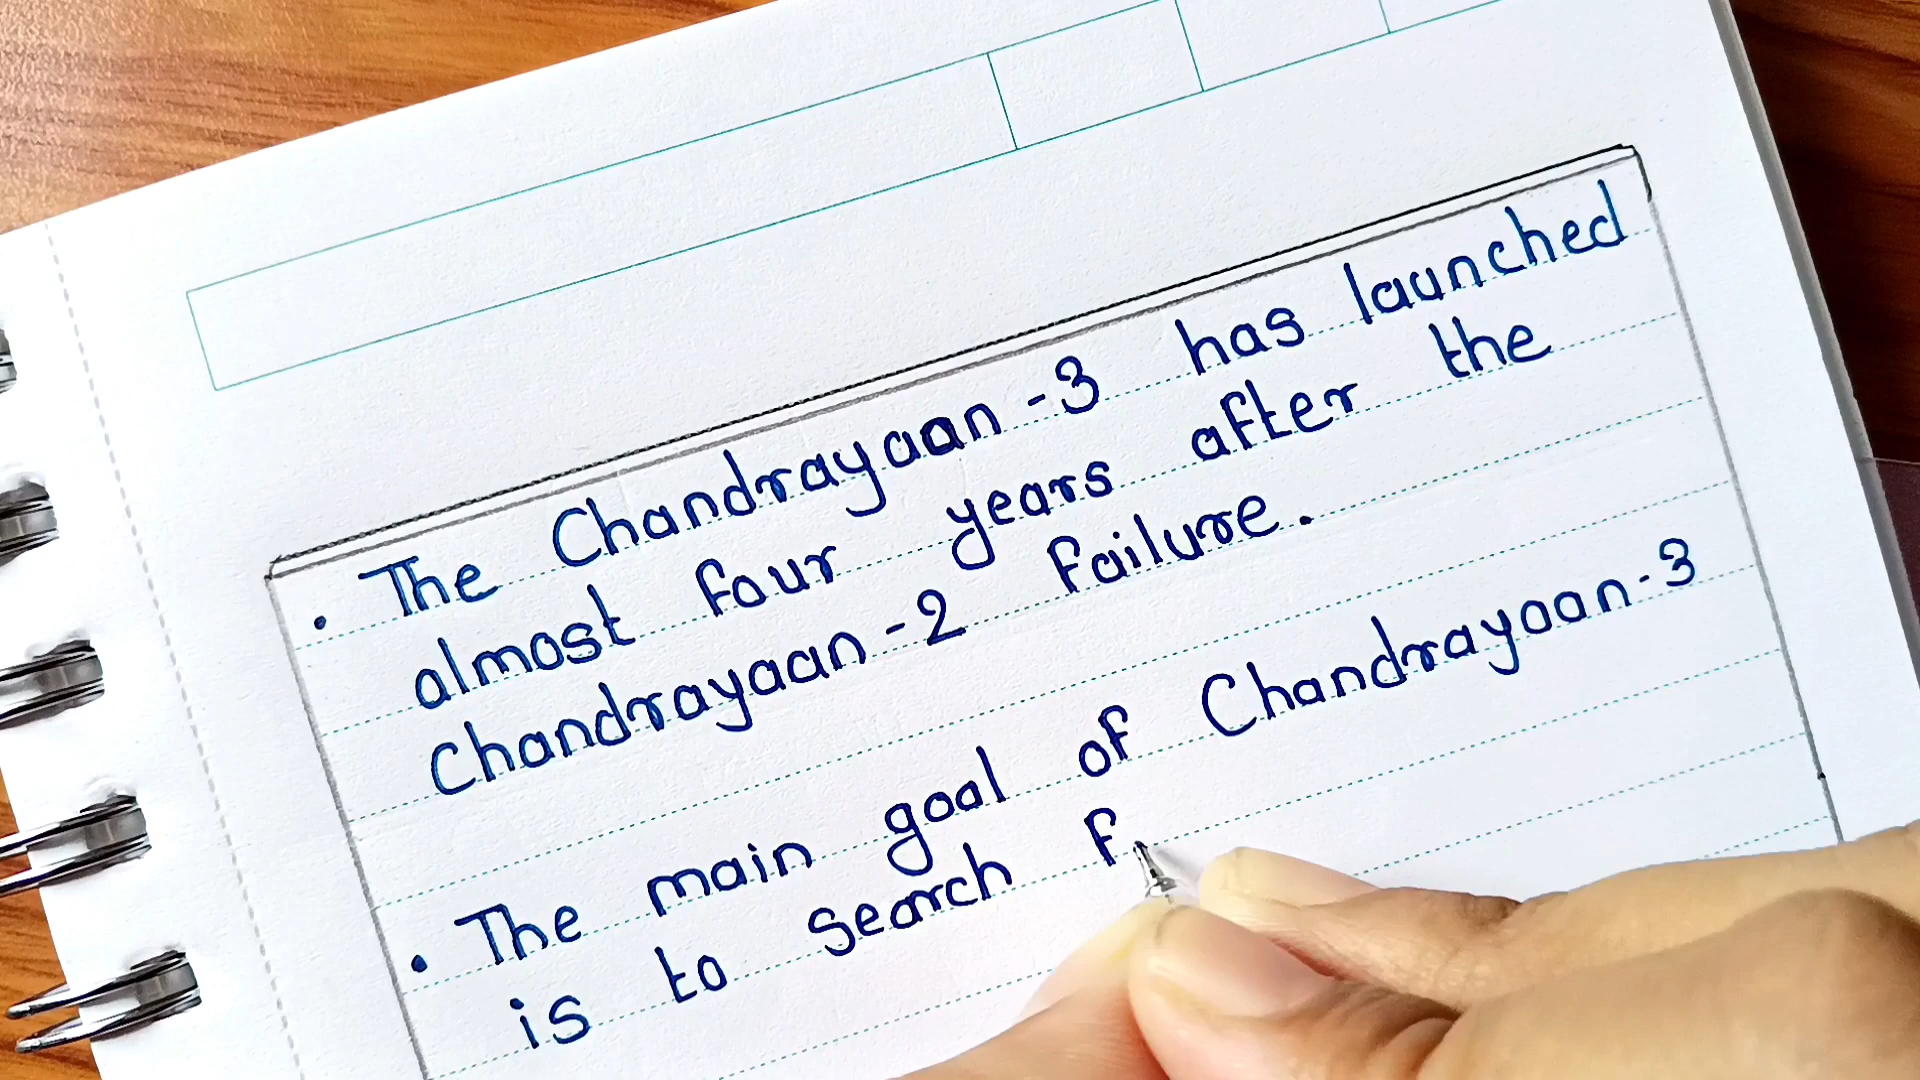 • The Chandrayaan-3 has launched
almost four years after the
Chandrayaan-2 failure.
• The main goal of Chandrayaan-3
is to search f